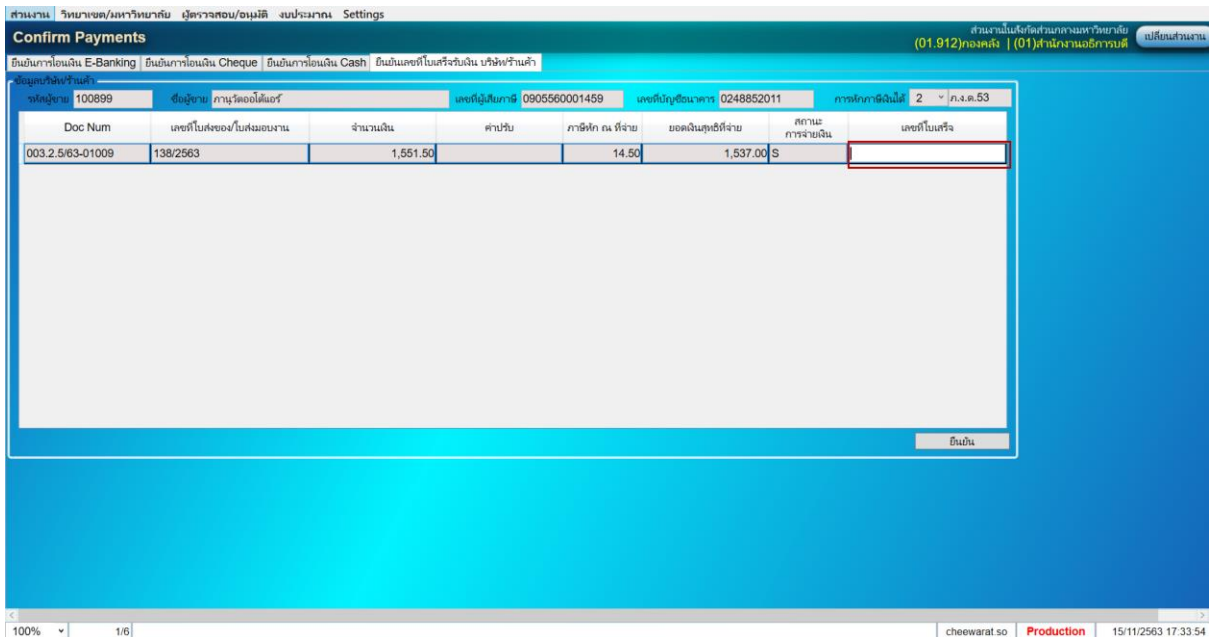 ส่วนงาน วิทยาเขต/มหาวิทยาลัย ผู้ตรวจสอบ/อนุมัติ งบประมาณ Settings
Confirm Payments
ส่วนงานในสังกัดส่วนกลางมหาวิทยาลัย
(01.912)กองคลัง | (01)สำนักงานอธิการบดี
เปลี่ยนส่วนงาน
ยืนยันการโอนเงิน E-Banking ยืนยันการโอนเงิน Cheque ยืนยันการโอนเงิน Cash ยืนยันเลขที่ใบเสร็จรับเงิน บริษัท/ร้านค้า
ข้อมูลบริษัท/ร้านค้า
รหัสผู้ขาย 100899 ชื่อผู้ขาย ภานุวัตออโต้แอร์ เลขที่ผู้เสียภาษี 0905560001459 เลขที่บัญชีธนาคาร 0248852011 การหักภาษีเงินได้ 2 ภ.ง.ด.53
Doc Num เลขที่ใบส่งของ/ใบส่งมอบงาน จำนวนเงิน ค่าปรับ ภาษีหัก ณ ที่จ่าย ยอดเงินสุทธิที่จ่าย สถานะ การจ่ายเงิน เลขที่ใบเสร็จ
003.2.5/63-01009 138/2563 1,551.50 14.50 1,537.00 S
ยืนยัน
100% 1/6 cheewarat.so Production 15/11/2563 17:33:54